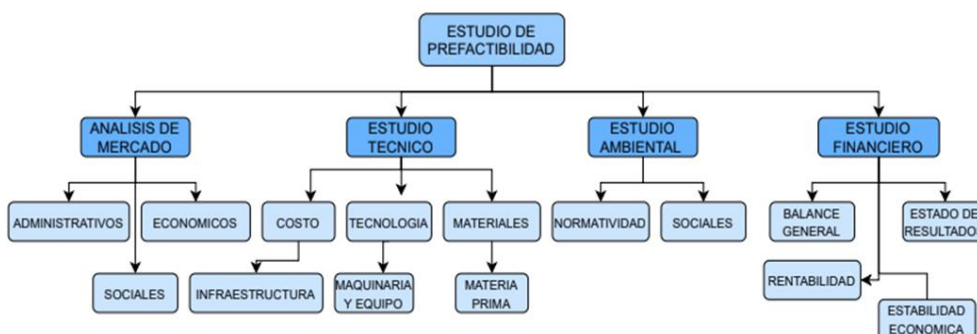 ESTUDIO DE
PREFACTIBILIDAD
ANALISIS DE
MERCADO
ESTUDIO
TECNICO
ESTUDIO
AMBIENTAL
ESTUDIO
FINANCIERO
ADMINISTRATIVOS
ECONOMICOS
COSTO
TECNOLOGIA
MATERIALES
NORMATIVIDAD
SOCIALES
BALANCE
GENERAL
ESTADO DE
RESULTADO
SOCIALES
INFRAESTRUCTURA
MAQUINARIA
Y EQUIPO
MATERIA
PRIMA
RENTABILIDAD
ESTABILIDAD
ECONOMICA